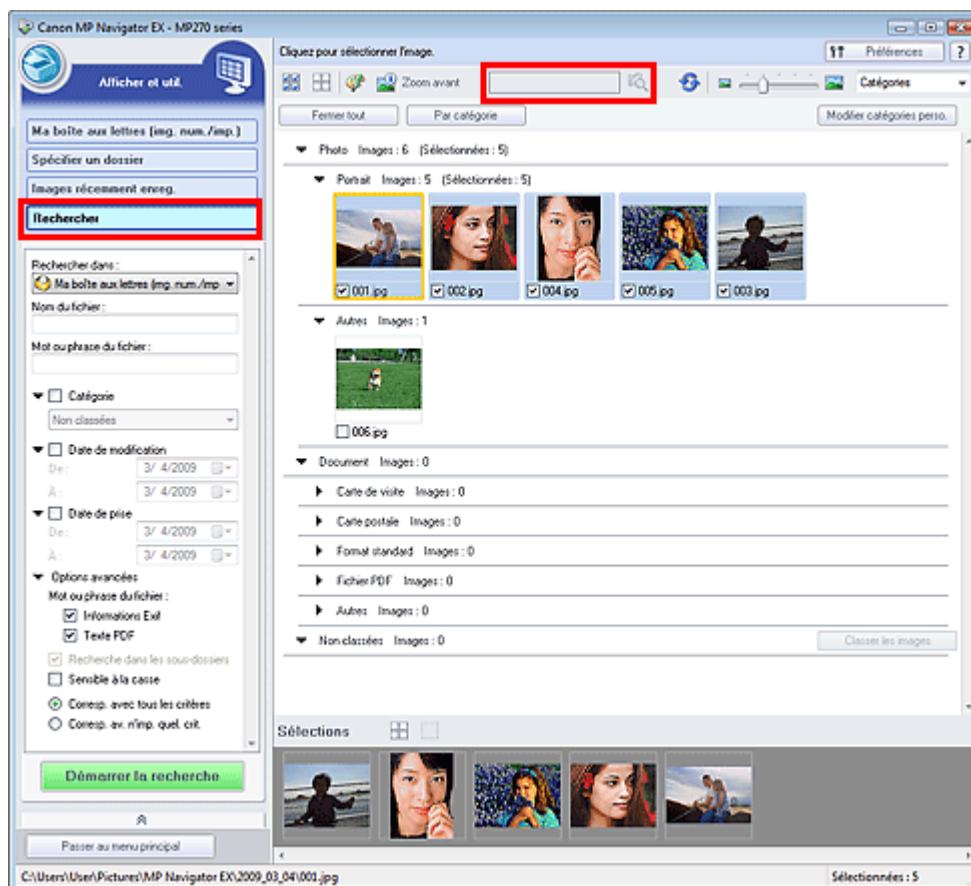 Canon MP Navigator EX - MP270 series
Afficher et util.
Ma boîte aux lettres (img. num./imp.)
Spécifier un dossier
Images récemment enreg.
Rechercher
Rechercher dans :
Ma boîte aux lettres (img. num./imp
Nom du fichier :
Mot ou phrase du fichier :
Catégorie
Non classées
Date de modification
De : 3/ 4/2009
À : 3/ 4/2009
Date de prise
De : 3/ 4/2009
À : 3/ 4/2009
Options avancées
Mot ou phrase du fichier :
Informations Exif
Texte PDF
Recherche dans les sous-dossiers
Sensible à la casse
Corresp. avec tous les critères
Corresp. av. n'imp. quel. crit.
Démarrer la recherche
Passer au menu principal
Cliquez pour sélectionner l'image.
Préférences ?
Zoom avant
Catégories
Fermer tout Par catégorie Modifier catégories perso.
Photo Images : 6 (Sélectionnées : 5)
Portrait Images : 5 (Sélectionnées : 5)
001.jpg 002.jpg 004.jpg 005.jpg 003.jpg
Autres Images : 1
006.jpg
Document Images : 0
Carte de visite Images : 0
Carte postale Images : 0
Format standard Images : 0
Fichier PDF Images : 0
Autres Images : 0
Non classées Images : 0 Classer les images
Sélections
C:\Users\User\Pictures\MP Navigator EX\2009_03_04\001.jpg Sélectionnées : 5